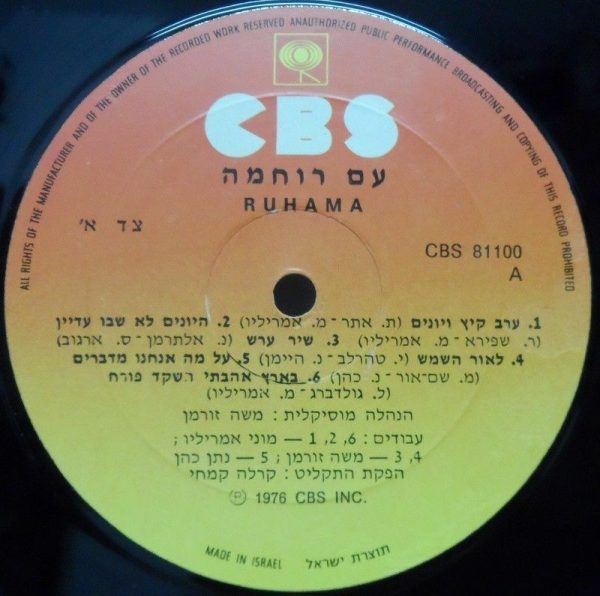 ALL RIGHTS OF THE MANUFACTURER AND OF THE OWNER OF THE RECORDED WORK RESERVED ANAUTHORIZED PUBLIC PERFORMANCE BROADCASTING AND COPYING OF THIS RECORD PROHIBITED
CBS
עם רוחמה
RUHAMA
צד א'
CBS 81100
A
1. ערב קיץ ויונים (ת. אתר־מ. אמריליו) 2. היונים לא שבו עדיין
(ר. שפירא־מ. אמריליו) 3. שיר ערש (נ. אלתרמן־ס. ארגוב)
4. לאור השמש (י. טהרלב־נ. היימן) 5. על מה אנחנו מדברים
(מ. שם־אור־נ. כהן) 6. בארץ אהבתי השקד פורח
(ל. גולדברג־מ. אמריליו)
הנהלה מוסיקלית: משה זורמן
עבודים: 6, 2, 1 — מוני אמריליו;
4, 3 — משה זורמן; 5 — נתן כהן
הפקת התקליט: קרלה קמחי
Ⓟ 1976 CBS INC.
MADE IN ISRAEL תוצרת ישראל